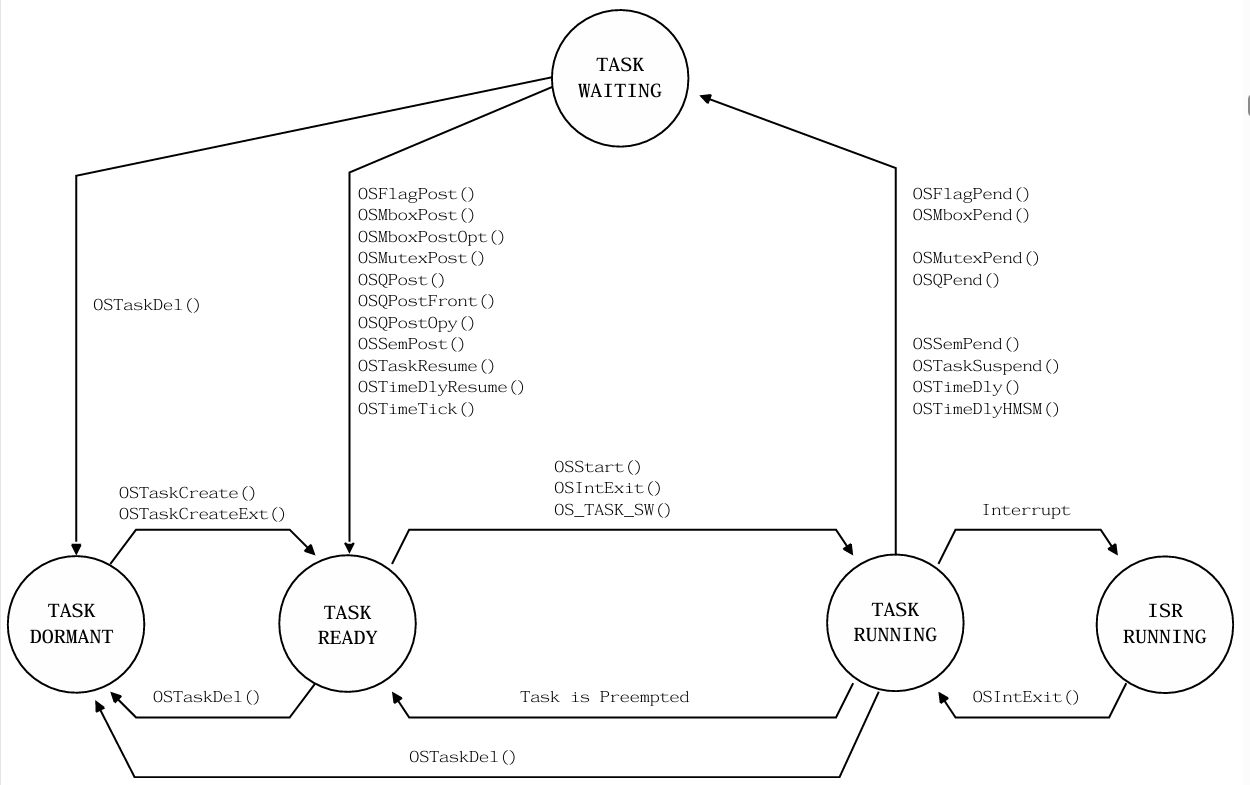 TASK
WAITING
OSFlagPost()
OSMboxPost()
OSMboxPostOpt()
OSMutexPost()
OSQPost()
OSQPostFront()
OSQPostOpy()
OSSemPost()
OSTaskResume()
OSTimeDlyResume()
OSTimeTick()
OSFlagPend()
OSMboxPend()
OSMutexPend()
OSQPend()
OSSemPend()
OSTaskSuspend()
OSTimeDly()
OSTimeDlyHMSM()
OSTaskDel()
OSTaskCreate()
OSTaskCreateExt()
OSStart()
OSIntExit()
OS_TASK_SW()
Interrupt
TASK
DORMANT
TASK
READY
TASK
RUNNING
ISR
RUNNING
OSTaskDel()
Task is Preempted
OSIntExit()
OSTaskDel()